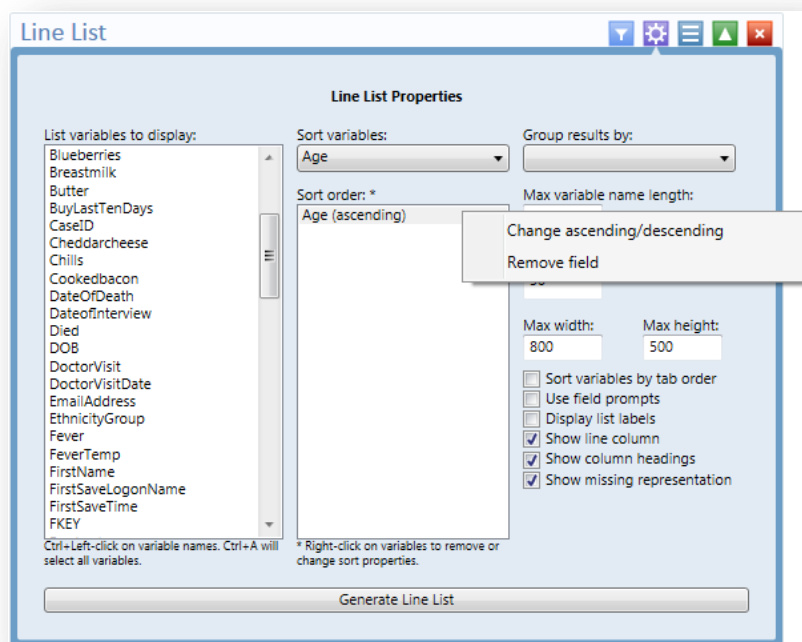 Line List
Line List Properties
List variables to display:
Blueberries
Breastmilk
Butter
BuyLastTenDays
CaseID
Cheddarcheese
Chills
Cookedbacon
DateOfDeath
DateofInterview
Died
DOB
DoctorVisit
DoctorVisitDate
EmailAddress
EthnicityGroup
Fever
FeverTemp
FirstName
FirstSaveLogonName
FirstSaveTime
FKEY
Ctrl+Left-click on variable names. Ctrl+A will
select all variables.
Sort variables:
Age
Sort order: *
Age (ascending)
* Right-click on variables to remove or
change sort properties.
Group results by:
Max variable name length:
Change ascending/descending
Remove field
Max width:
Max height:
800
500
Sort variables by tab order
Use field prompts
Display list labels
Show line column
Show column headings
Show missing representation
Generate Line List